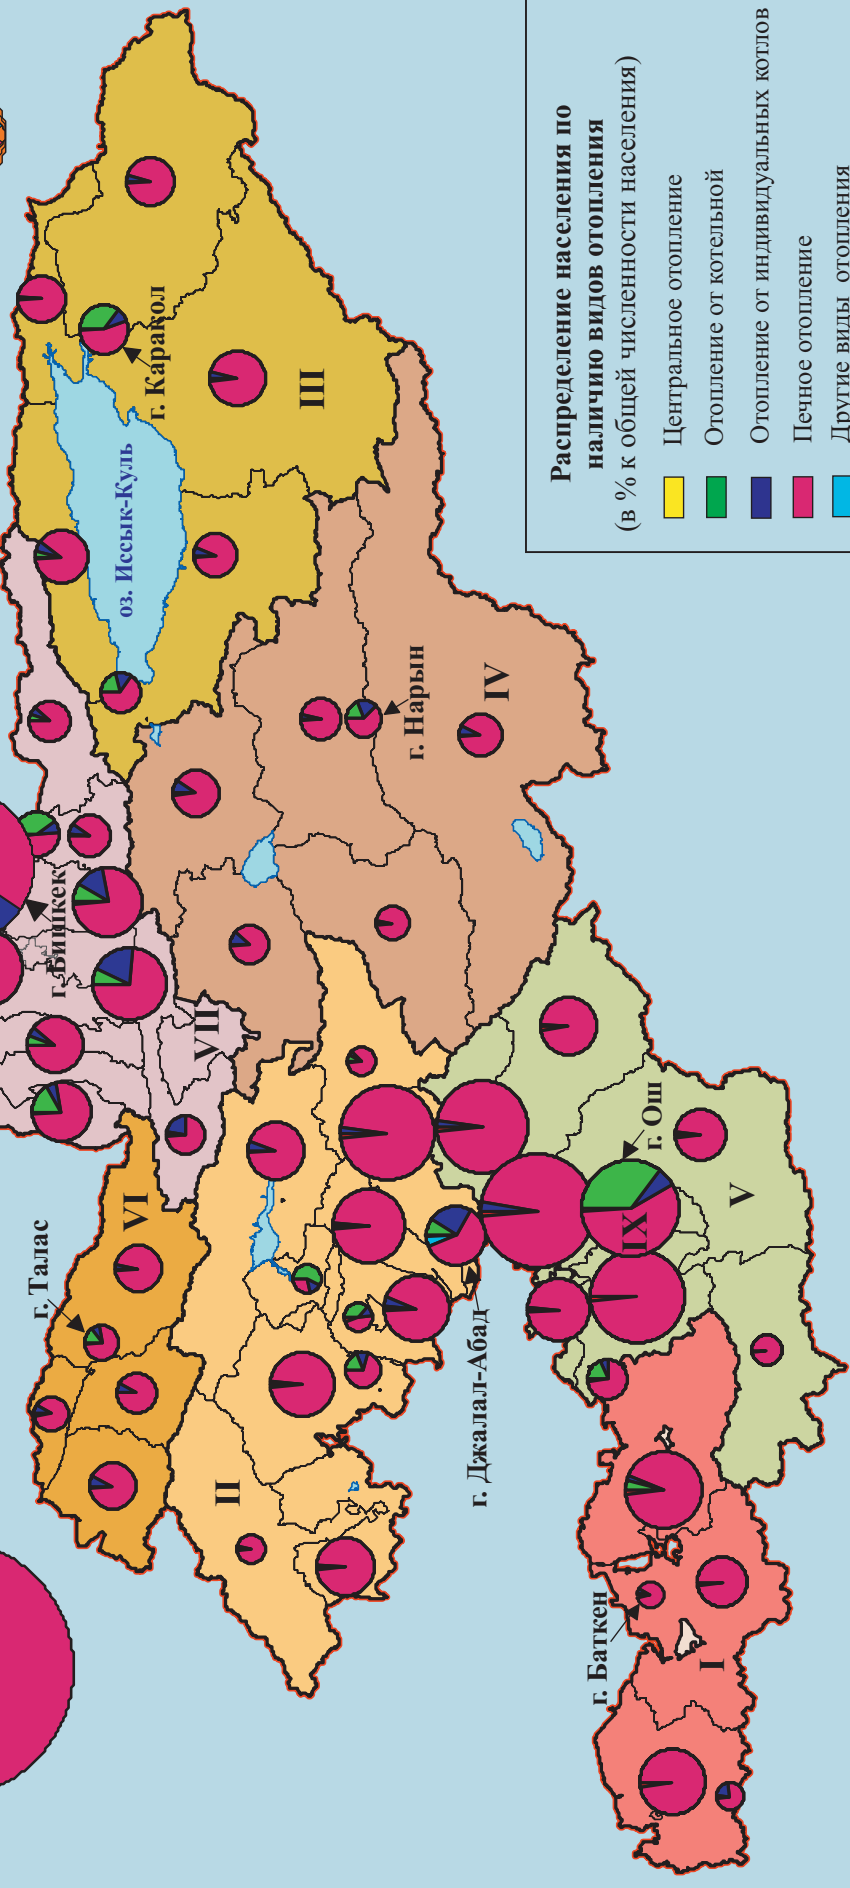 Распределение населения по
наличию видов отопления
(в % к общей численности населения)
Центральное отопление
Отопление от котельной
Отопление от индивидуальных котлов
Печное отопление
Другие виды отопления
г. Каракол
III
оз. Иссык-Куль
г. Нарын
IV
г. Бишкек
VII
г. Талас
VI
II
г. Джалал-Абад
г. Ош
IX
V
г. Баткен
I